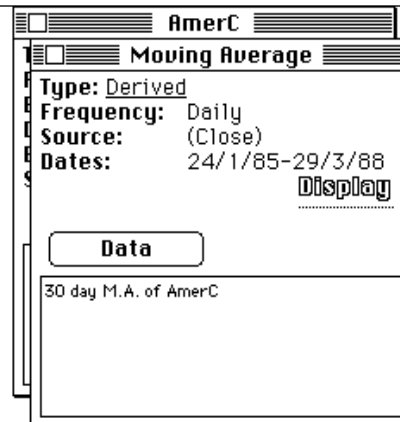 AmerC
Moving Average
Type: Derived
Frequency: Daily
Source: (Close)
Dates: 24/1/85-29/3/88
Display
Data
30 day M.A. of AmerC